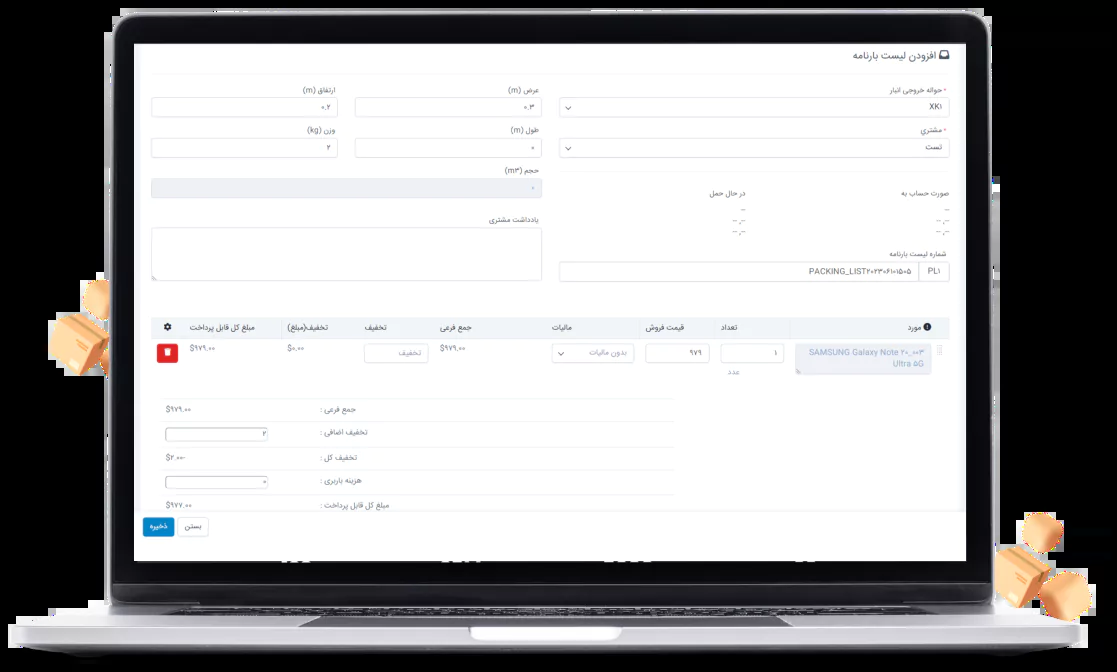 افزودن لیست بارنامه
* حواله خروجی انبار
XK۱
* مشتری
تست
عرض (m)
۰.۳
ارتفاق (m)
۰.۲
طول (m)
۰
وزن (kg)
۲
حجم (m۳)
۰
یادداشت مشتری
صورت حساب به
در حال حمل
--
--
--,--
--,--
--,--
--,--
شماره لیست بارنامه
PL۱
PACKING_LIST۲۰۲۳۰۶۱۰۱۵۰۵
مورد
تعداد
قیمت فروش
مالیات
جمع فرعی
تخفیف
تخفیف(مبلغ)
مبلغ کل قابل پرداخت
SAMSUNG Galaxy Note ۲۰_۰۰۳
Ultra ۵G
۱
عدد
۹۷۹
بدون مالیات
$۹۷۹.۰۰
تخفیف
$۰.۰۰
$۹۷۹.۰۰
جمع فرعی :
$۹۷۹.۰۰
تخفیف اضافی :
۲
تخفیف کل :
$۲.۰۰-
هزینه باربری :
۰
مبلغ کل قابل پرداخت :
$۹۷۷.۰۰
بستن
ذخیره